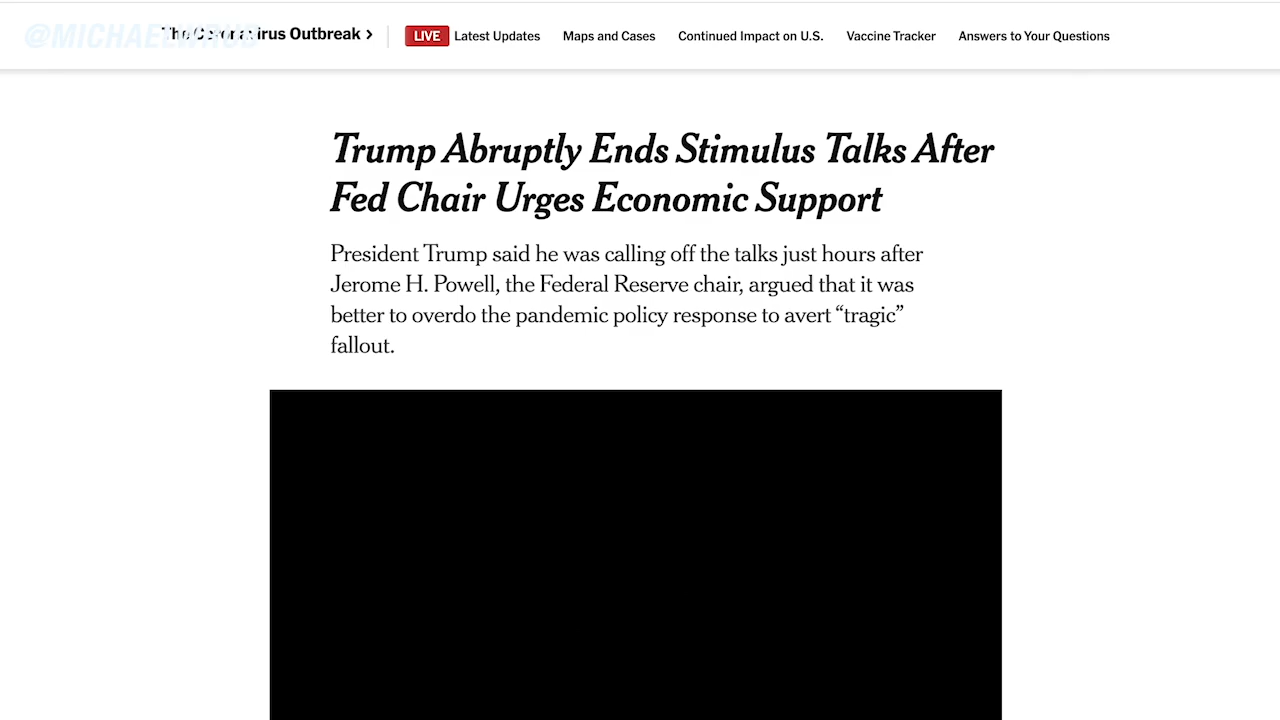 @MICHAELWRUB
The Coronavirus Outbreak >
LIVE Latest Updates Maps and Cases Continued Impact on U.S. Vaccine Tracker Answers to Your Questions
Trump Abruptly Ends Stimulus Talks After
Fed Chair Urges Economic Support
President Trump said he was calling off the talks just hours after
Jerome H. Powell, the Federal Reserve chair, argued that it was
better to overdo the pandemic policy response to avert “tragic”
fallout.